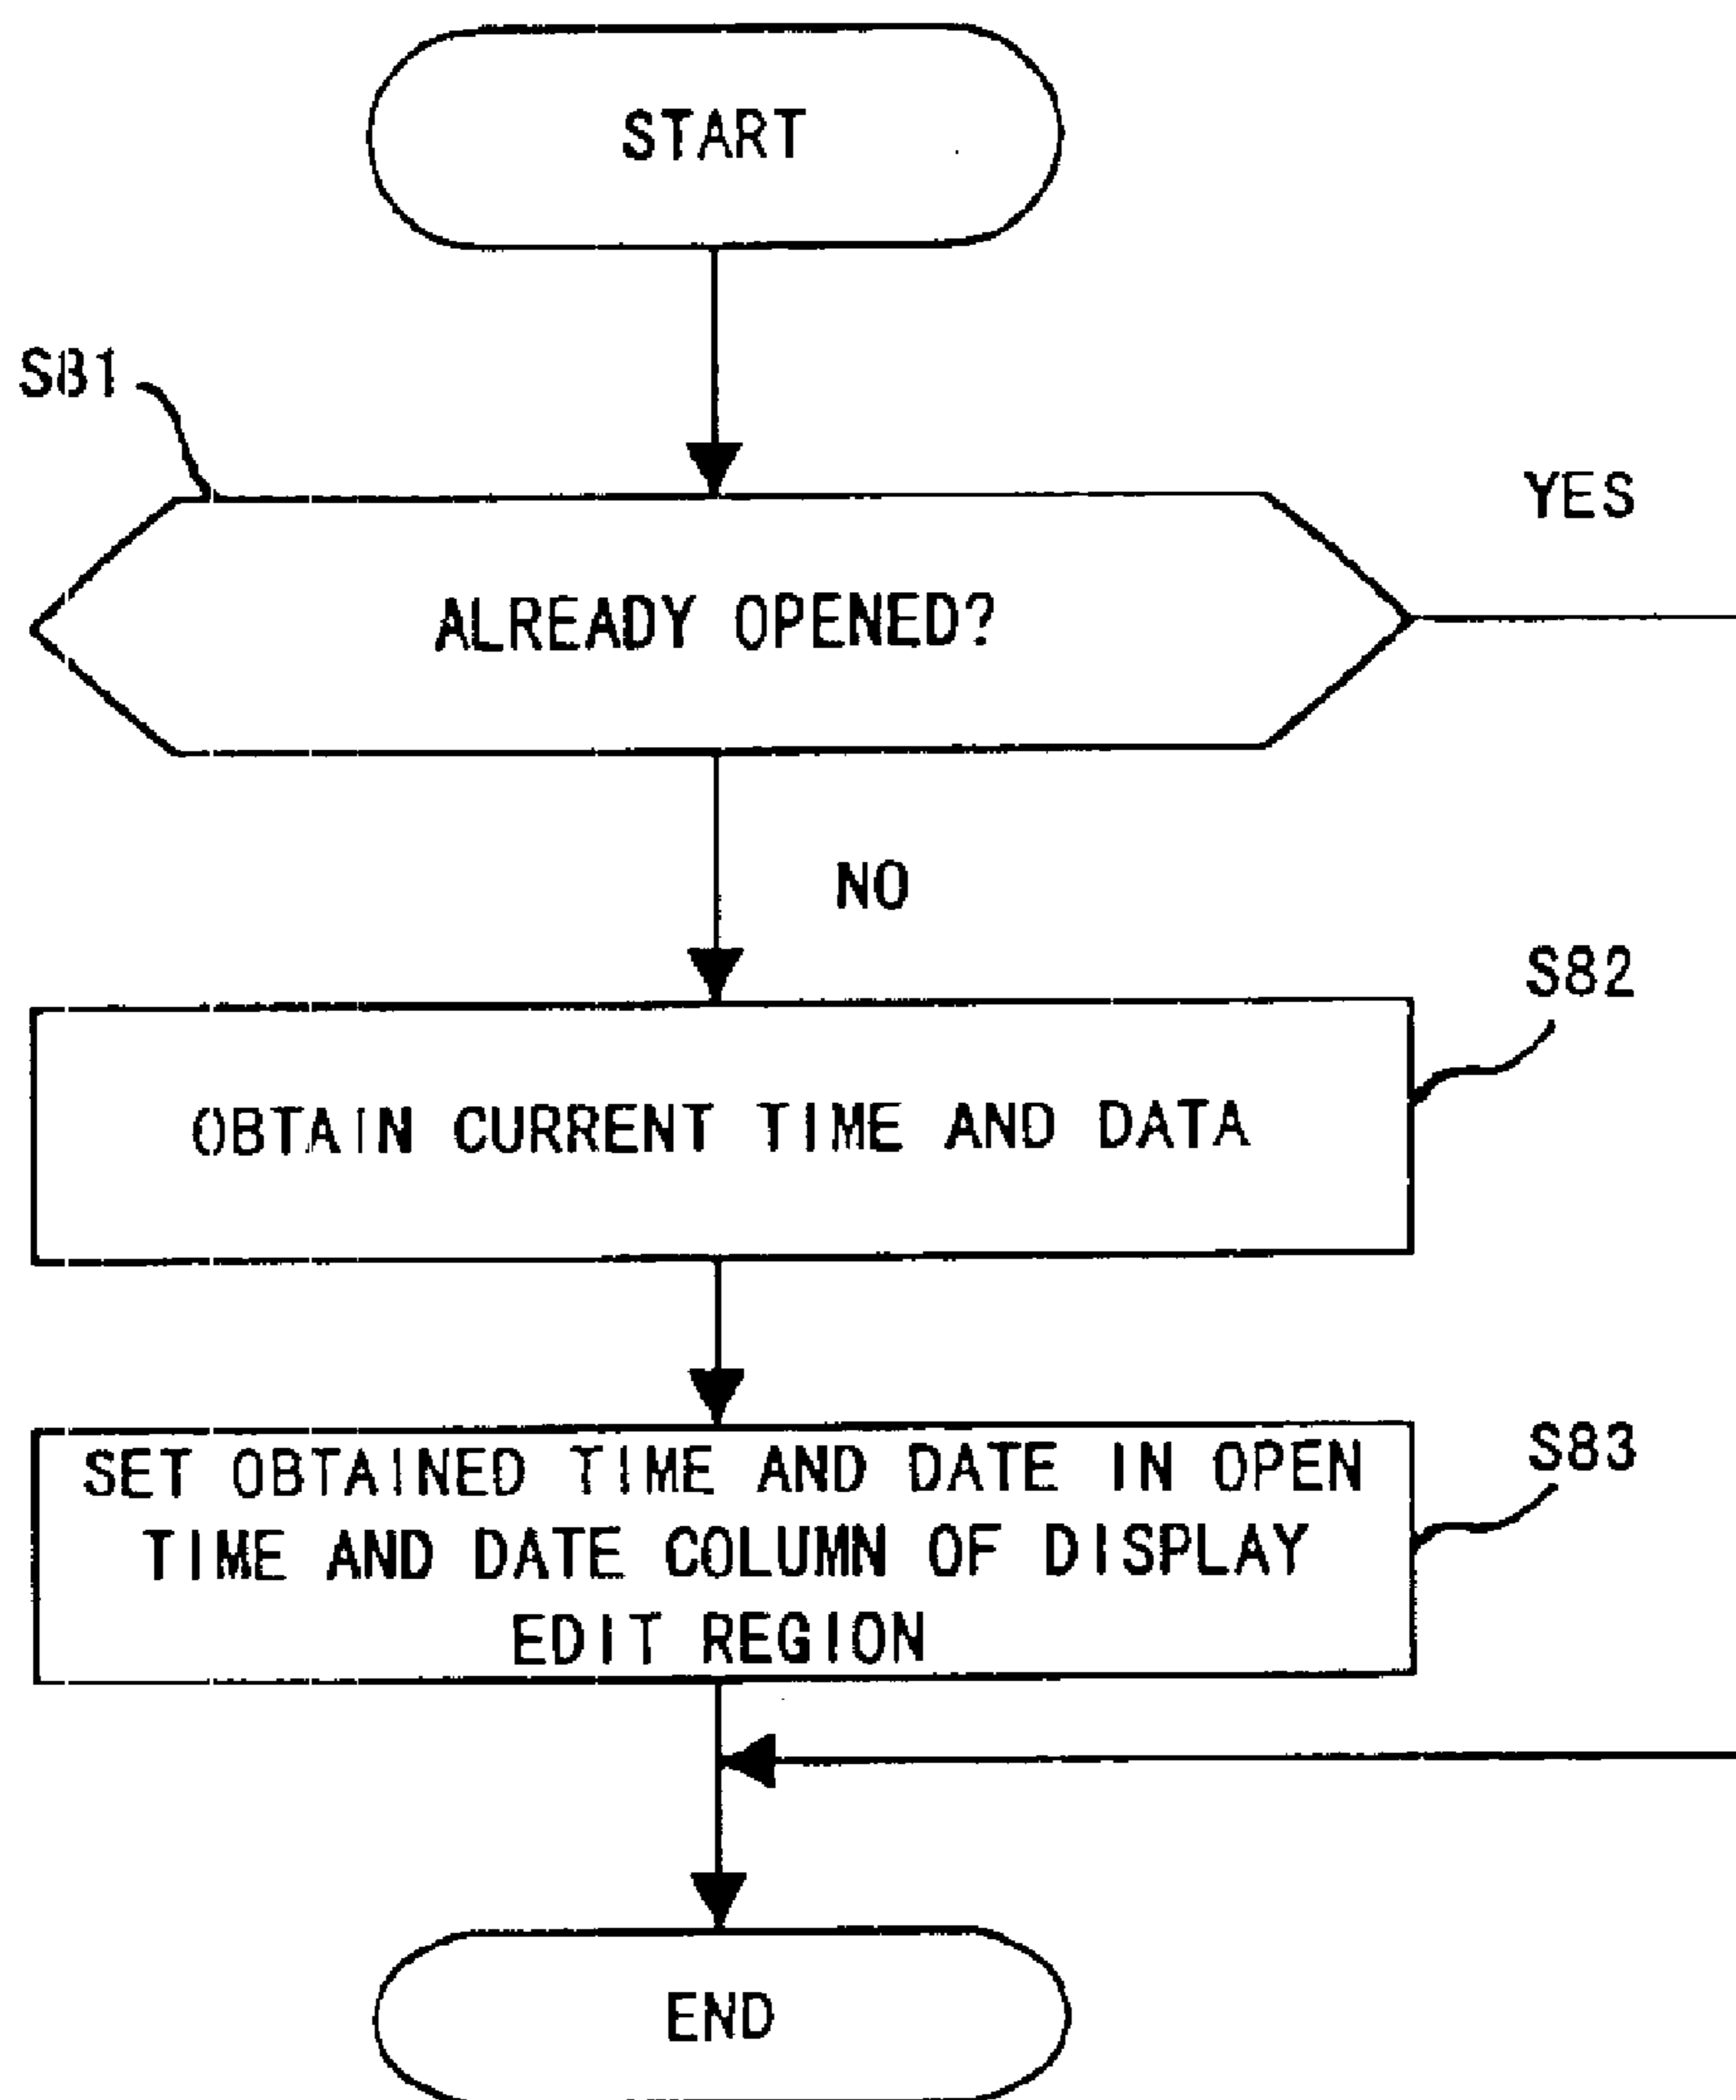 START
S81
YES
ALREADY OPENED?
NO
S82
OBTAIN CURRENT TIME AND DATA
S83
SET OBTAINED TIME AND DATE IN OPEN
TIME AND DATE COLUMN OF DISPLAY
EDIT REGION
END